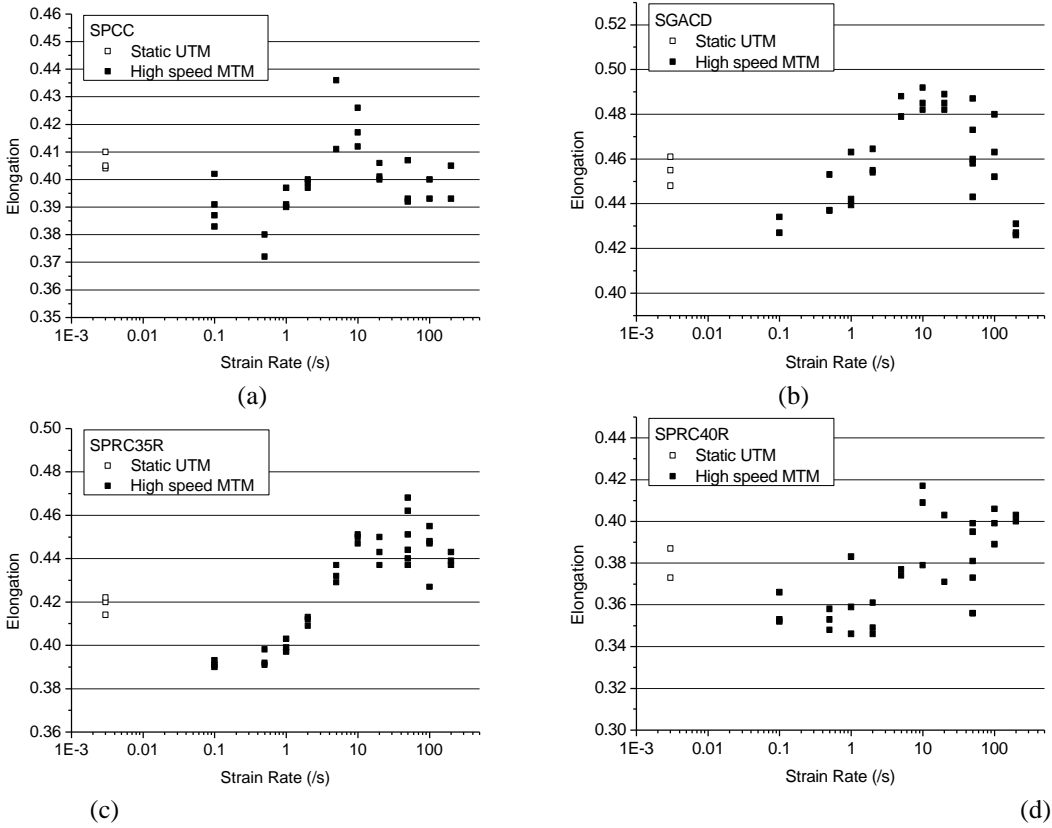 SPCC
Static UTM
High speed MTM
0.46
0.45
0.44
0.43
0.42
0.41
0.40
0.39
0.38
0.37
0.36
0.35
Elongation
1E-3 0.01 0.1 1 10 100
Strain Rate (/s)
(a)
SGACD
Static UTM
High speed MTM
0.52
0.50
0.48
0.46
0.44
0.42
0.40
Elongation
1E-3 0.01 0.1 1 10 100
Strain Rate (/s)
(b)
SPRC35R
Static UTM
High speed MTM
0.50
0.48
0.46
0.44
0.42
0.40
0.38
0.36
Elongation
1E-3 0.01 0.1 1 10 100
Strain Rate (/s)
(c)
SPRC40R
Static UTM
High speed MTM
0.44
0.42
0.40
0.38
0.36
0.34
0.32
0.30
Elongation
1E-3 0.01 0.1 1 10 100
Strain Rate (/s)
(d)